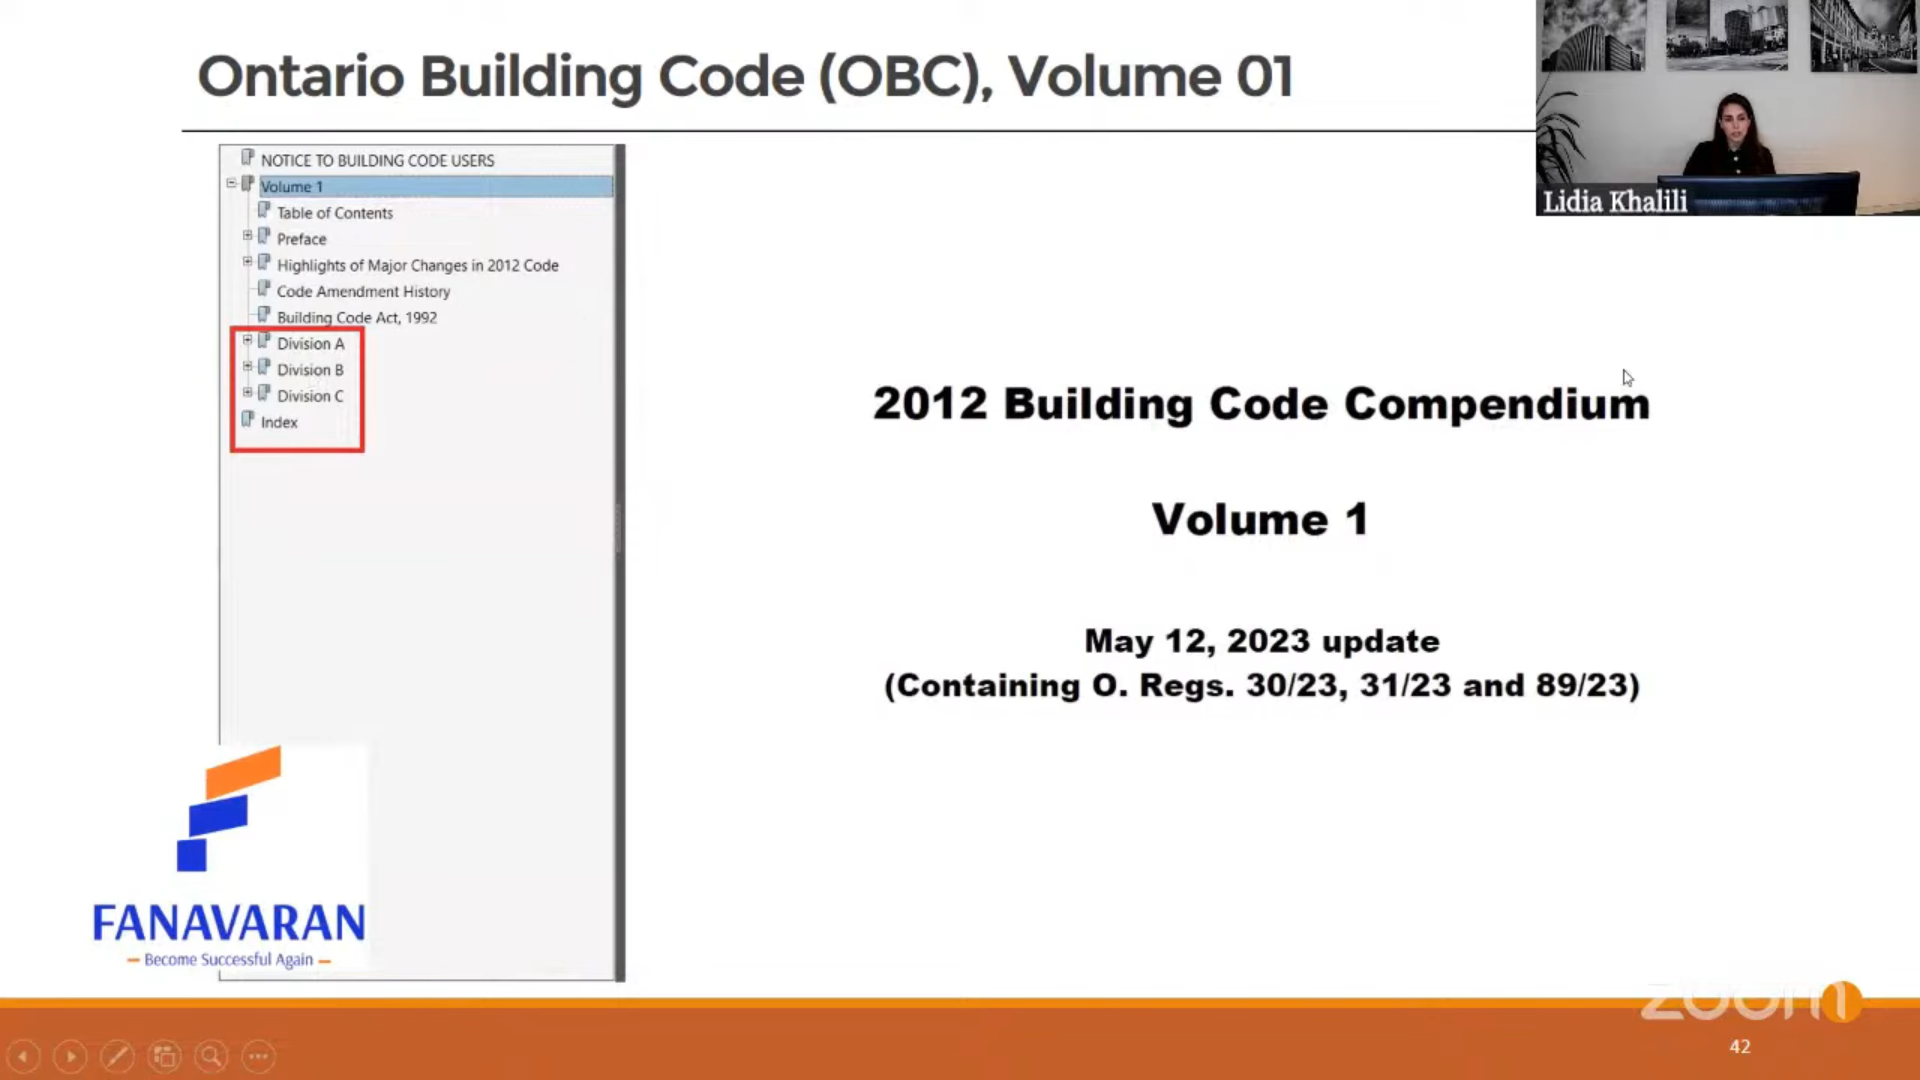 Ontario Building Code (OBC), Volume 01
NOTICE TO BUILDING CODE USERS
Volume 1
Table of Contents
Preface
Highlights of Major Changes in 2012 Code
Code Amendment History
Building Code Act, 1992
Division A
Division B
Division C
Index
2012 Building Code Compendium
Volume 1
May 12, 2023 update
(Containing O. Regs. 30/23, 31/23 and 89/23)
Lidia Khalili
FANAVARAN
Become Successful Again
zoom
42